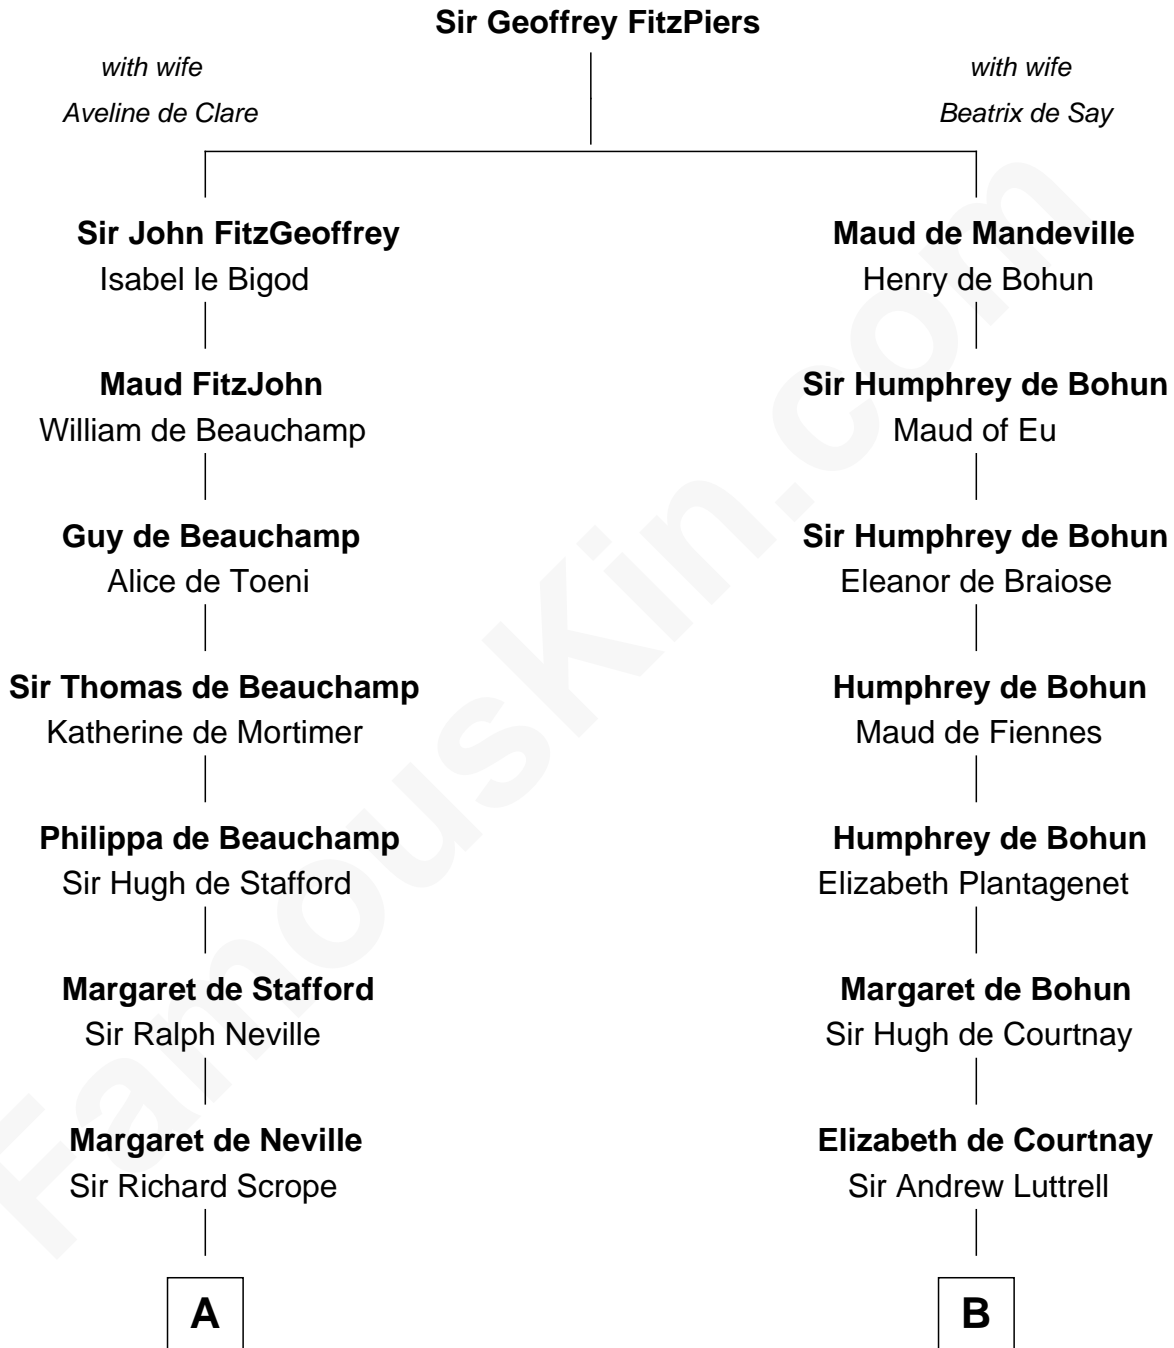 Sir Geoffrey FitzPiers
with wife
Aveline de Clare
with wife
Beatrix de Say
Sir John FitzGeoffrey
Isabel le Bigod
Maud de Mandeville
Henry de Bohun
Maud FitzJohn
William de Beauchamp
Sir Humphrey de Bohun
Maud of Eu
Guy de Beauchamp
Alice de Toeni
Sir Humphrey de Bohun
Eleanor de Braiose
Sir Thomas de Beauchamp
Katherine de Mortimer
Humphrey de Bohun
Maud de Fiennes
Philippa de Beauchamp
Sir Hugh de Stafford
Humphrey de Bohun
Elizabeth Plantagenet
Margaret de Stafford
Sir Ralph Neville
Margaret de Bohun
Sir Hugh de Courtnay
Margaret de Neville
Sir Richard Scrope
Elizabeth de Courtnay
Sir Andrew Luttrell
A
B
FamousKin.com